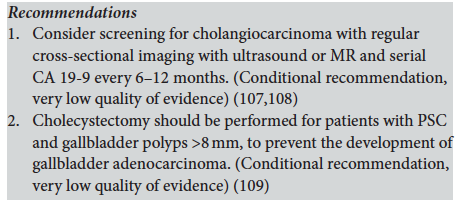 Recommendations
1. Consider screening for cholangiocarcinoma with regular
cross-sectional imaging with ultrasound or MR and serial
CA 19-9 every 6–12 months. (Conditional recommendation,
very low quality of evidence) (107,108)
2. Cholecystectomy should be performed for patients with PSC
and gallbladder polyps >8 mm, to prevent the development of
gallbladder adenocarcinoma. (Conditional recommendation,
very low quality of evidence) (109)